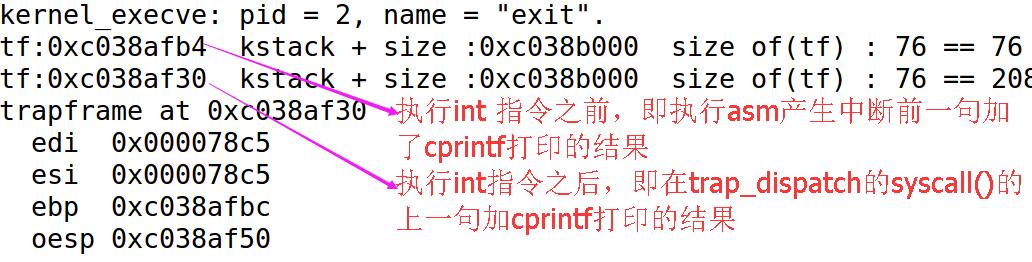 kernel_execve: pid = 2, name = "exit".
tf:0xc038afb4  kstack + size :0xc038b000  size of(tf) : 76 == 76
tf:0xc038af30  kstack + size :0xc038b000  size of(tf) : 76 == 208
trapframe at 0xc038af30
执行int 指令之前，即执行asm产生中断前一句加
edi  0x000078c5
了cprintf打印的结果
esi  0x000078c5
执行int指令之后，即在trap_dispatch的syscall()的
ebp  0xc038afbc
上一句加cprintf打印的结果
oesp 0xc038af50